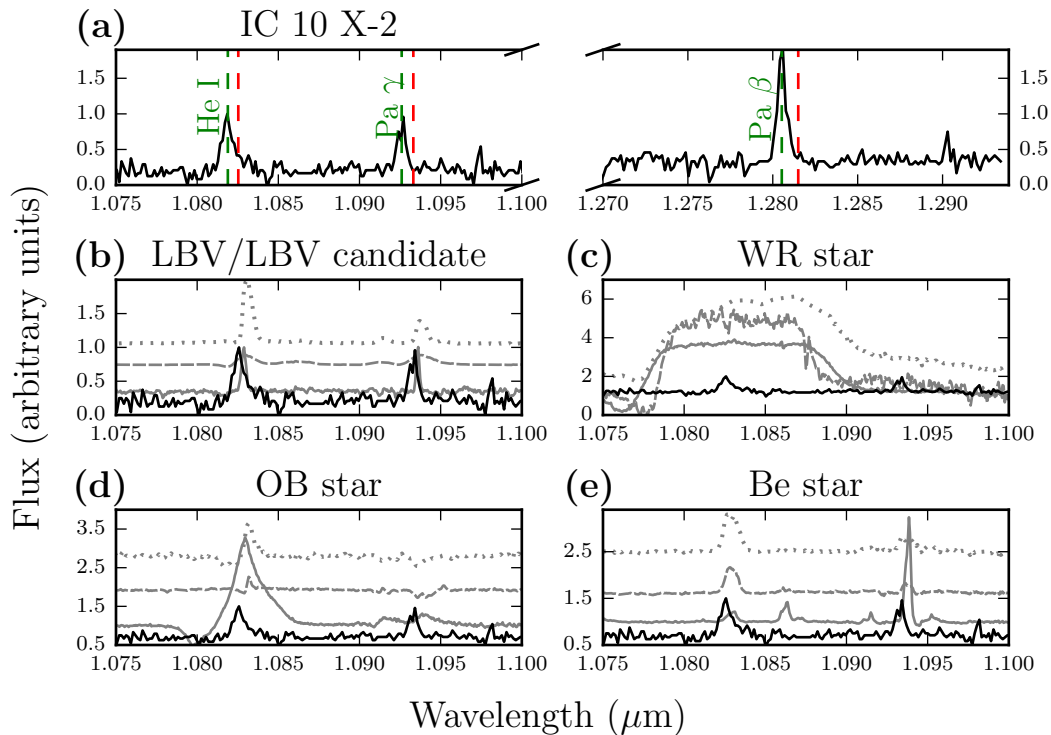 (a) IC 10 X-2
He I
Pa γ
Pa β
0.0
0.5
1.0
1.5
1.075 1.080 1.085 1.090 1.095 1.100
1.270 1.275 1.280 1.285 1.290
0.0
0.5
1.0
1.5
(b) LBV/LBV candidate
0.0
0.5
1.0
1.5
1.075 1.080 1.085 1.090 1.095 1.100
(c) WR star
0
2
4
6
1.075 1.080 1.085 1.090 1.095 1.100
(d) OB star
0.5
1.5
2.5
3.5
1.075 1.080 1.085 1.090 1.095 1.100
(e) Be star
0.5
1.5
2.5
1.075 1.080 1.085 1.090 1.095 1.100
Flux (arbitrary units)
Wavelength (μm)